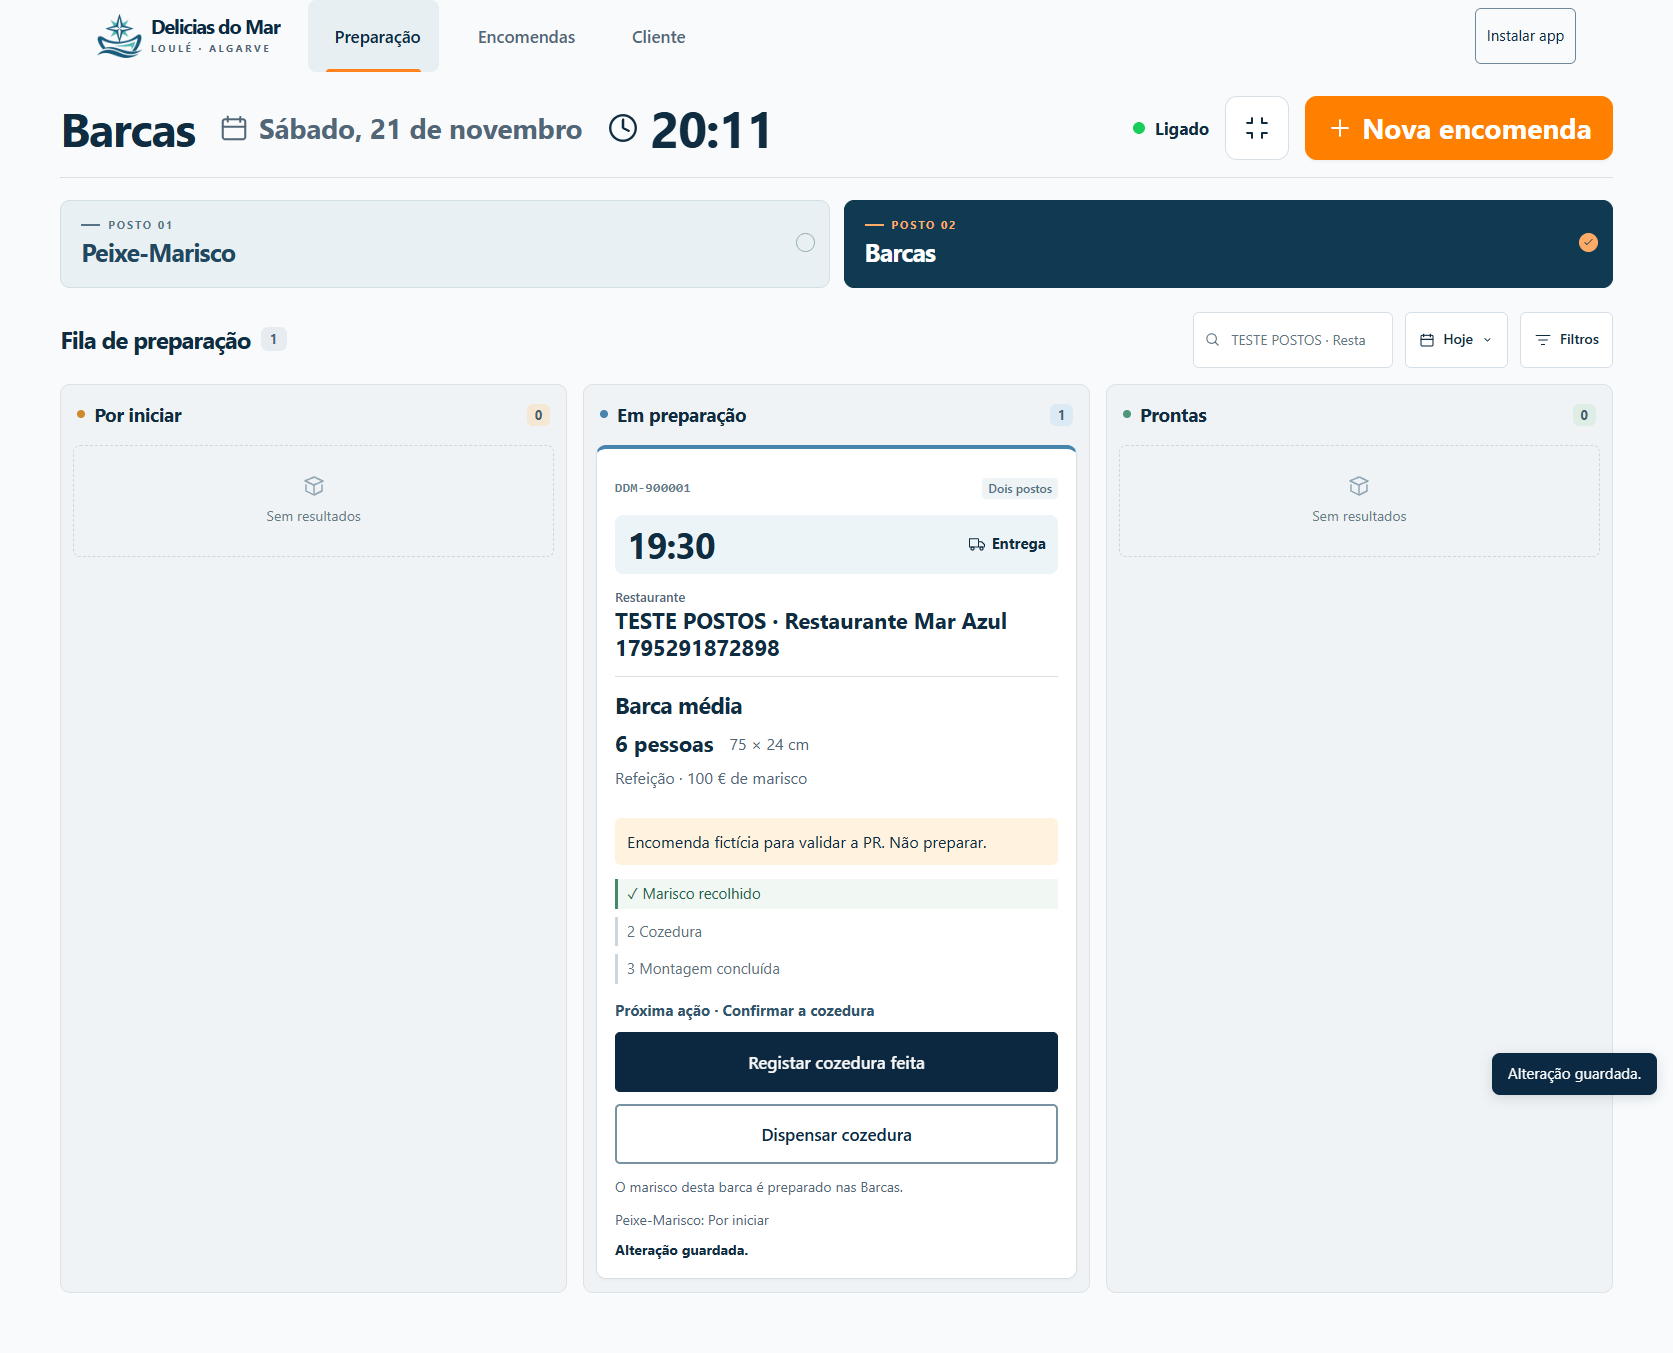 Delicias do Mar
LOULÉ · ALGARVE
Preparação
Encomendas
Cliente
Instalar app
Barcas
Sábado, 21 de novembro
20:11
Ligado
Nova encomenda
POSTO 01
Peixe-Marisco
POSTO 02
Barcas
Fila de preparação 1
TESTE POSTOS · Resta
Hoje
Filtros
Por iniciar 0
Sem resultados
Em preparação 1
DDM-900001
Dois postos
19:30
Entrega
Restaurante
TESTE POSTOS · Restaurante Mar Azul
1795291872898
Barca média
6 pessoas 75 × 24 cm
Refeição · 100 € de marisco
Encomenda fictícia para validar a PR. Não preparar.
✓ Marisco recolhido
2 Cozedura
3 Montagem concluída
Próxima ação · Confirmar a cozedura
Registar cozedura feita
Dispensar cozedura
O marisco desta barca é preparado nas Barcas.
Peixe-Marisco: Por iniciar
Alteração guardada.
Prontas 0
Sem resultados
Alteração guardada.